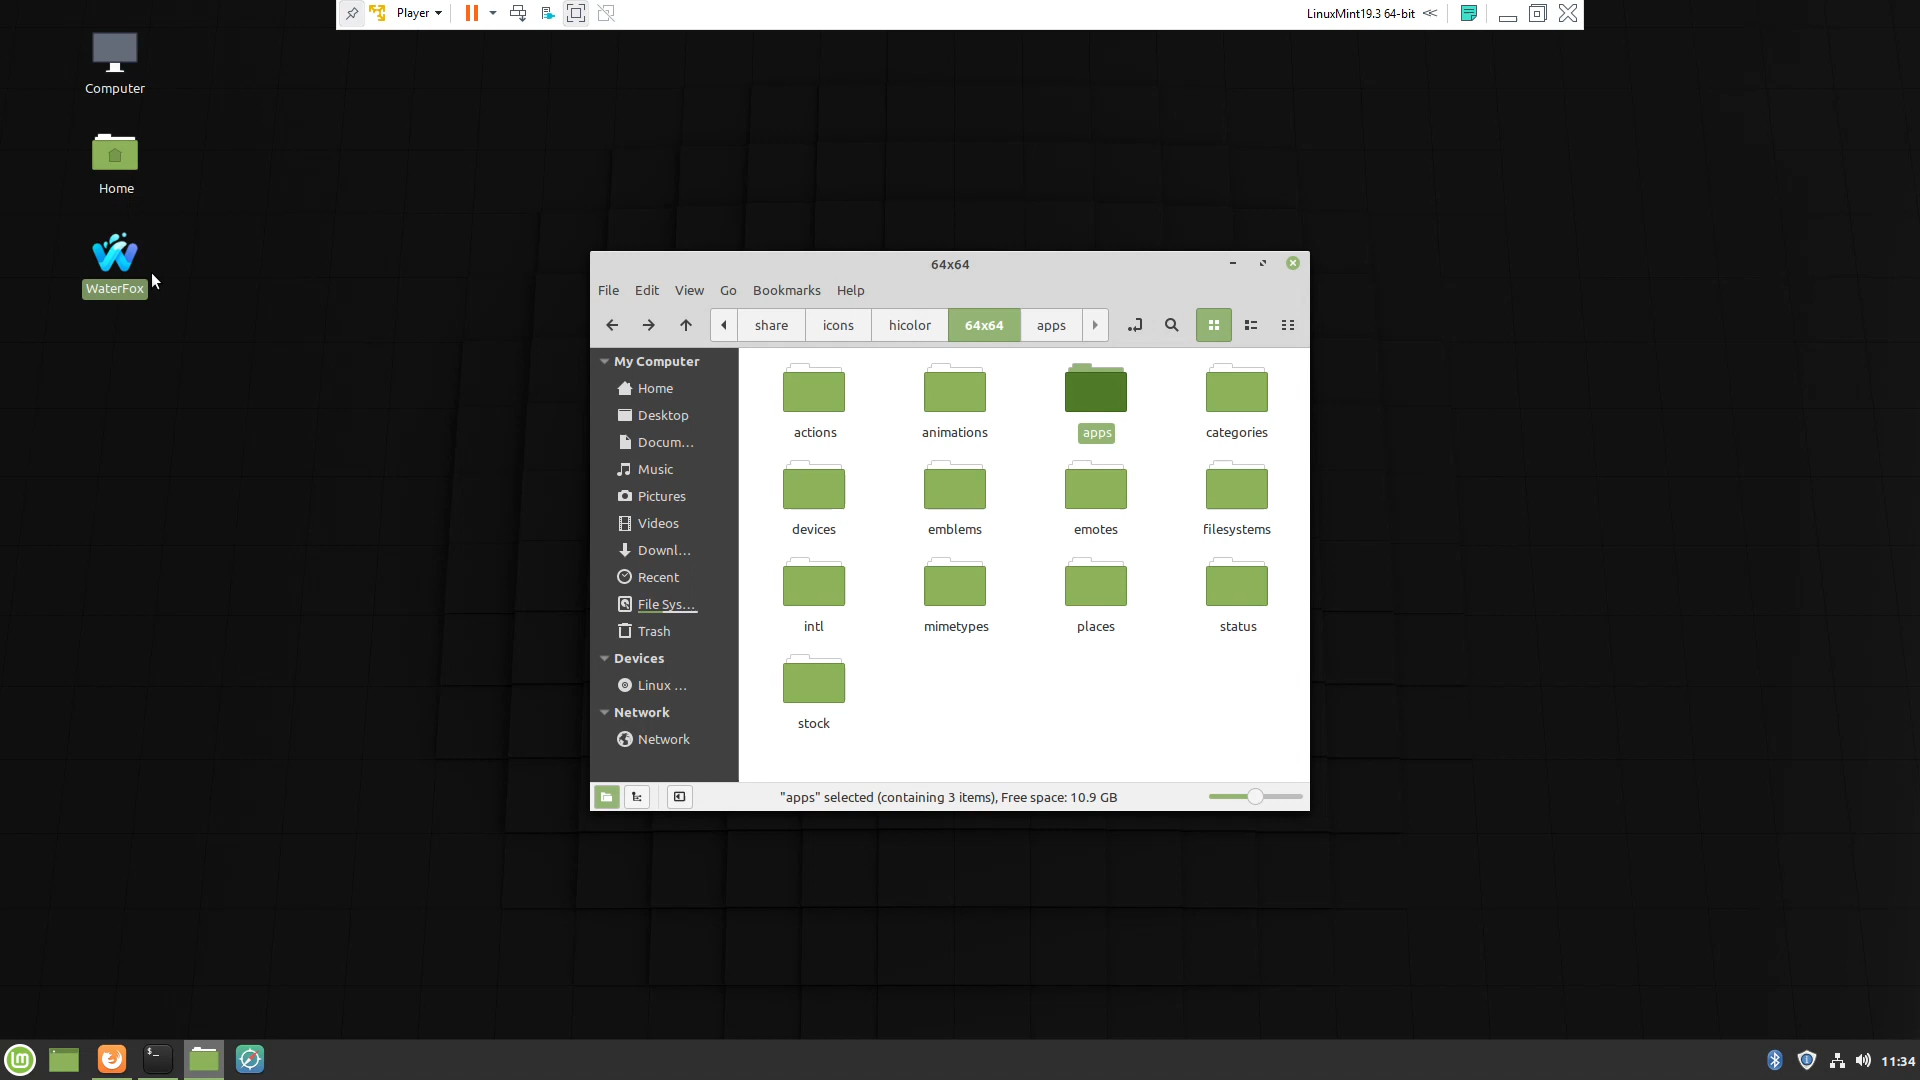 Player
LinuxMint19.3 64-bit
Computer
Home
WaterFox
64x64
File Edit View Go Bookmarks Help
share icons hicolor 64x64 apps
My Computer
Home
Desktop
Docum...
Music
Pictures
Videos
Downl...
Recent
File Sys...
Trash
Devices
Linux ...
Network
Network
actions animations apps categories
devices emblems emotes filesystems
intl mimetypes places status
stock
"apps" selected (containing 3 items), Free space: 10.9 GB
11:34